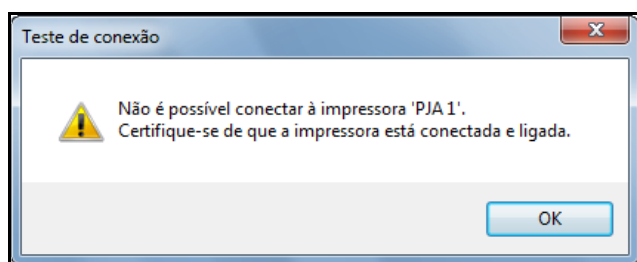 Teste de conexão
Não é possível conectar à impressora 'PJA 1'.
Certifique-se de que a impressora está conectada e ligada.
OK